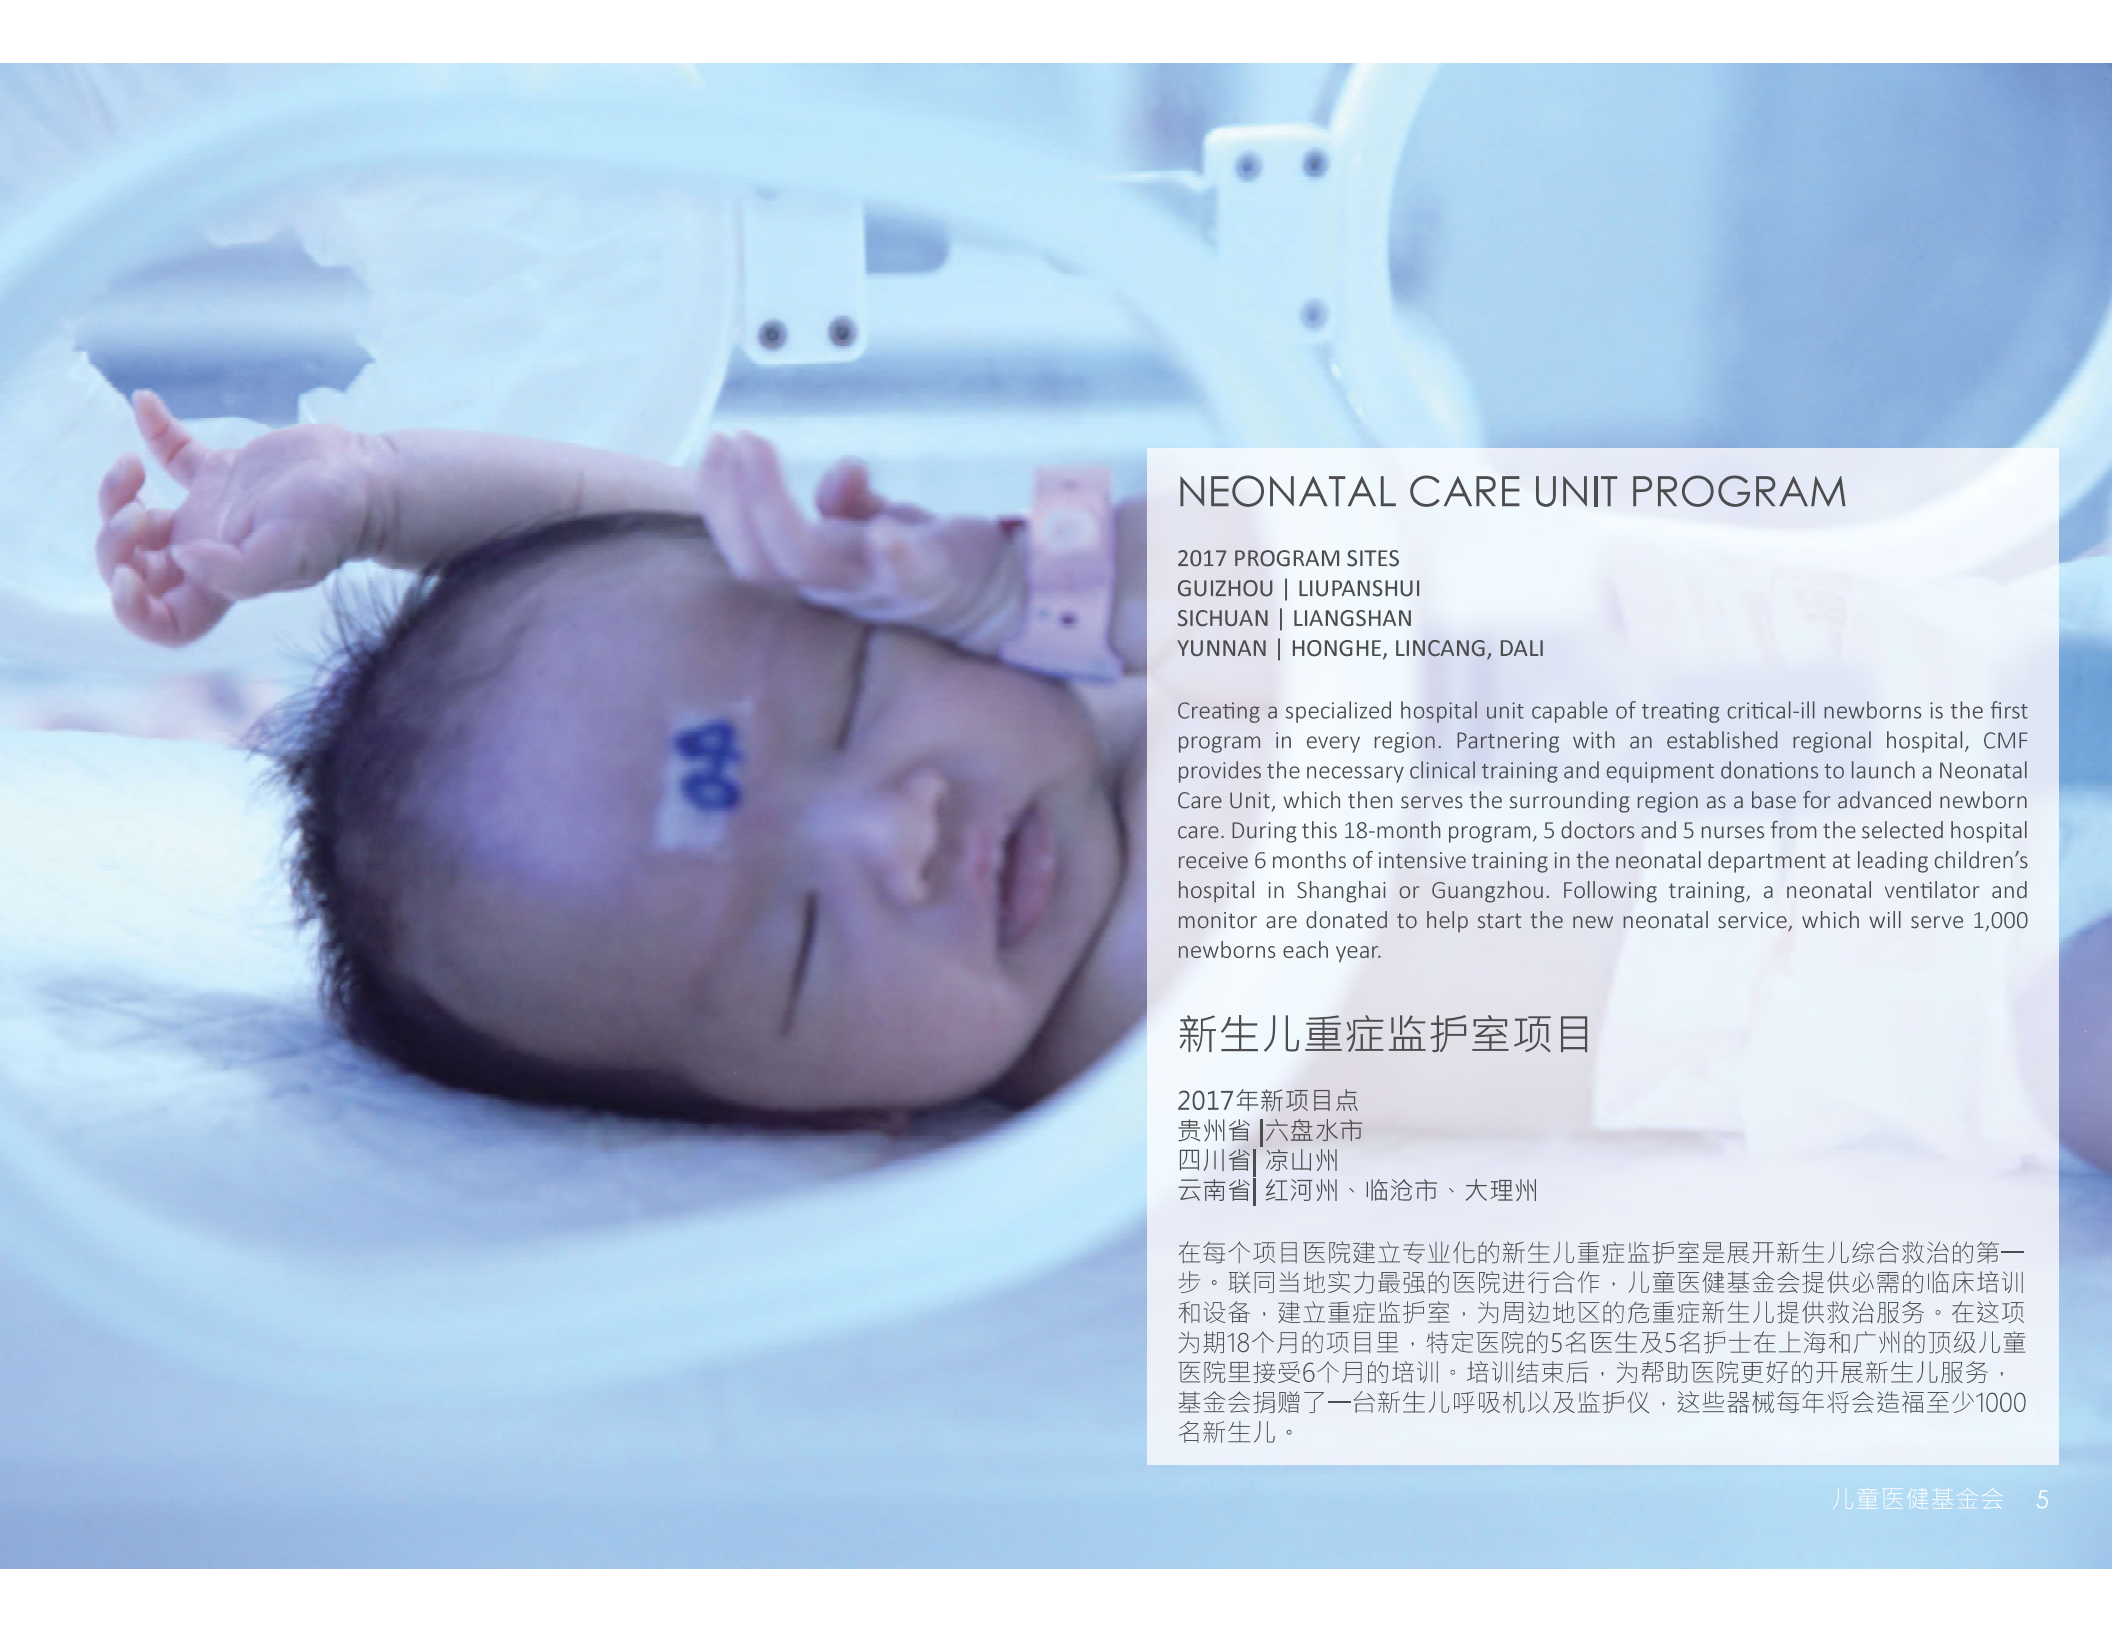 04
NEONATAL CARE UNIT PROGRAM
2017 PROGRAM SITES
GUIZHOU | LIUPANSHUI
SICHUAN | LIANGSHAN
YUNNAN | HONGHE, LINCANG, DALI
Creating a specialized hospital unit capable of treating critical-ill newborns is the first
program in every region. Partnering with an established regional hospital, CMF
provides the necessary clinical training and equipment donations to launch a Neonatal
Care Unit, which then serves the surrounding region as a base for advanced newborn
care. During this 18-month program, 5 doctors and 5 nurses from the selected hospital
receive 6 months of intensive training in the neonatal department at leading children’s
hospital in Shanghai or Guangzhou. Following training, a neonatal ventilator and
monitor are donated to help start the new neonatal service, which will serve 1,000
newborns each year.
新生儿重症监护室项目
2017年新项目点
贵州省 |六盘水市
四川省| 凉山州
云南省| 红河州、临沧市、大理州
在每个项目医院建立专业化的新生儿重症监护室是展开新生儿综合救治的第一
步。联同当地实力最强的医院进行合作，儿童医健基金会提供必需的临床培训
和设备，建立重症监护室，为周边地区的危重症新生儿提供救治服务。在这项
为期18个月的项目里，特定医院的5名医生及5名护士在上海和广州的顶级儿童
医院里接受6个月的培训。培训结束后，为帮助医院更好的开展新生儿服务，
基金会捐赠了一台新生儿呼吸机以及监护仪，这些器械每年将会造福至少1000
名新生儿。
儿童医健基金会 5